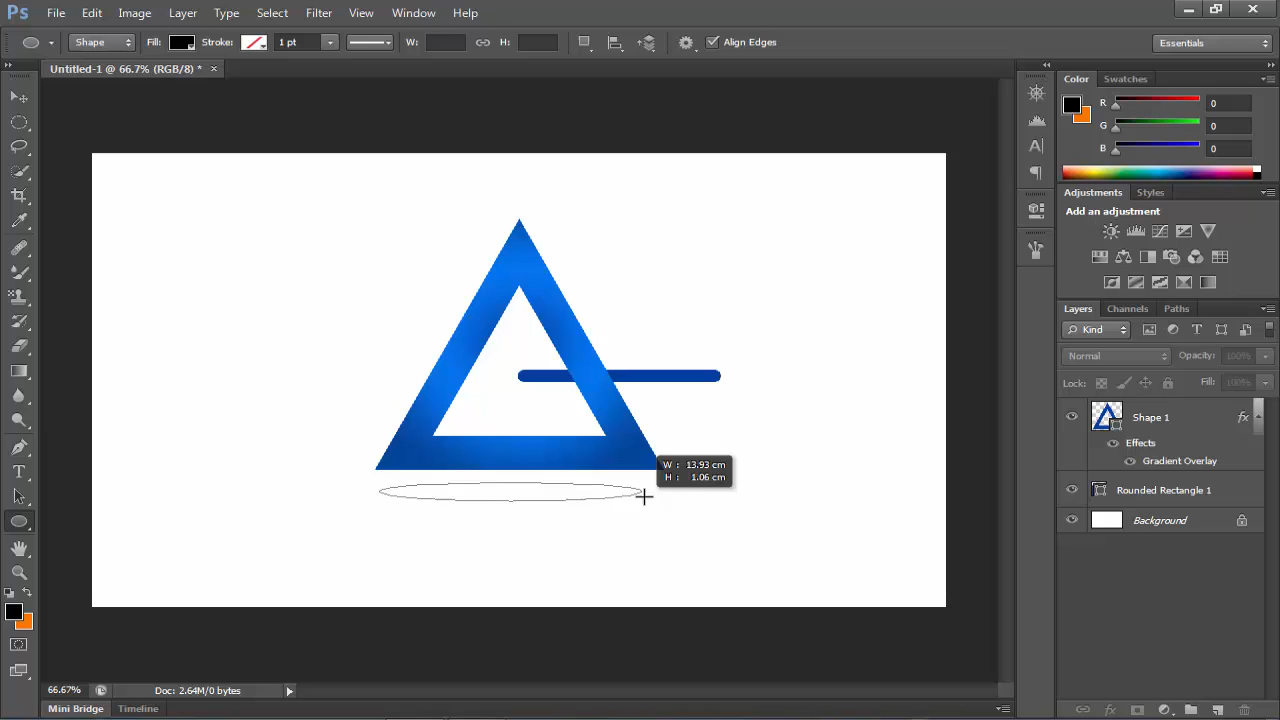 Ps File Edit Image Layer Type Select Filter View Window Help
Shape Fill: Stroke: 1 pt W: H: Align Edges Essentials
Untitled-1 @ 66.7% (RGB/8) * ×
Color Swatches
R 0
G 0
B 0
Adjustments Styles
Add an adjustment
Layers Channels Paths
Kind
Normal Opacity: 100%
Lock: Fill: 100%
Shape 1 fx
Effects
Gradient Overlay
Rounded Rectangle 1
Background
W : 13.93 cm
H : 1.06 cm
66.67% Doc: 2.64M/0 bytes
Mini Bridge Timeline